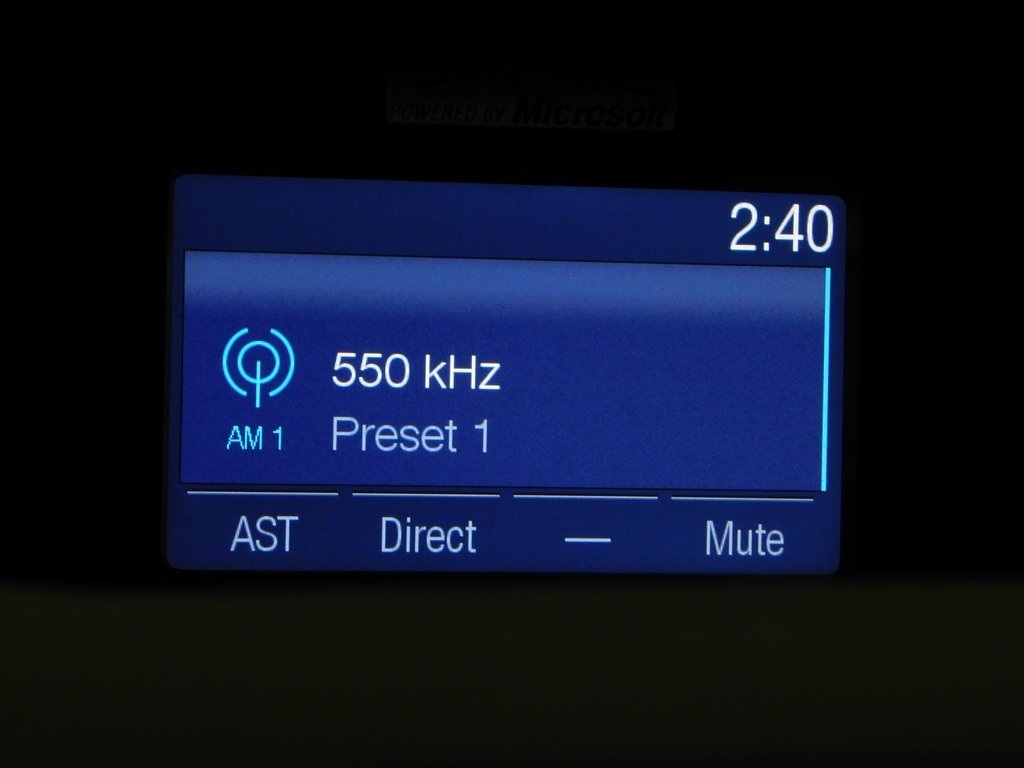 POWERED BY Microsoft
2:40
550 kHz
AM 1 Preset 1
AST Direct — Mute